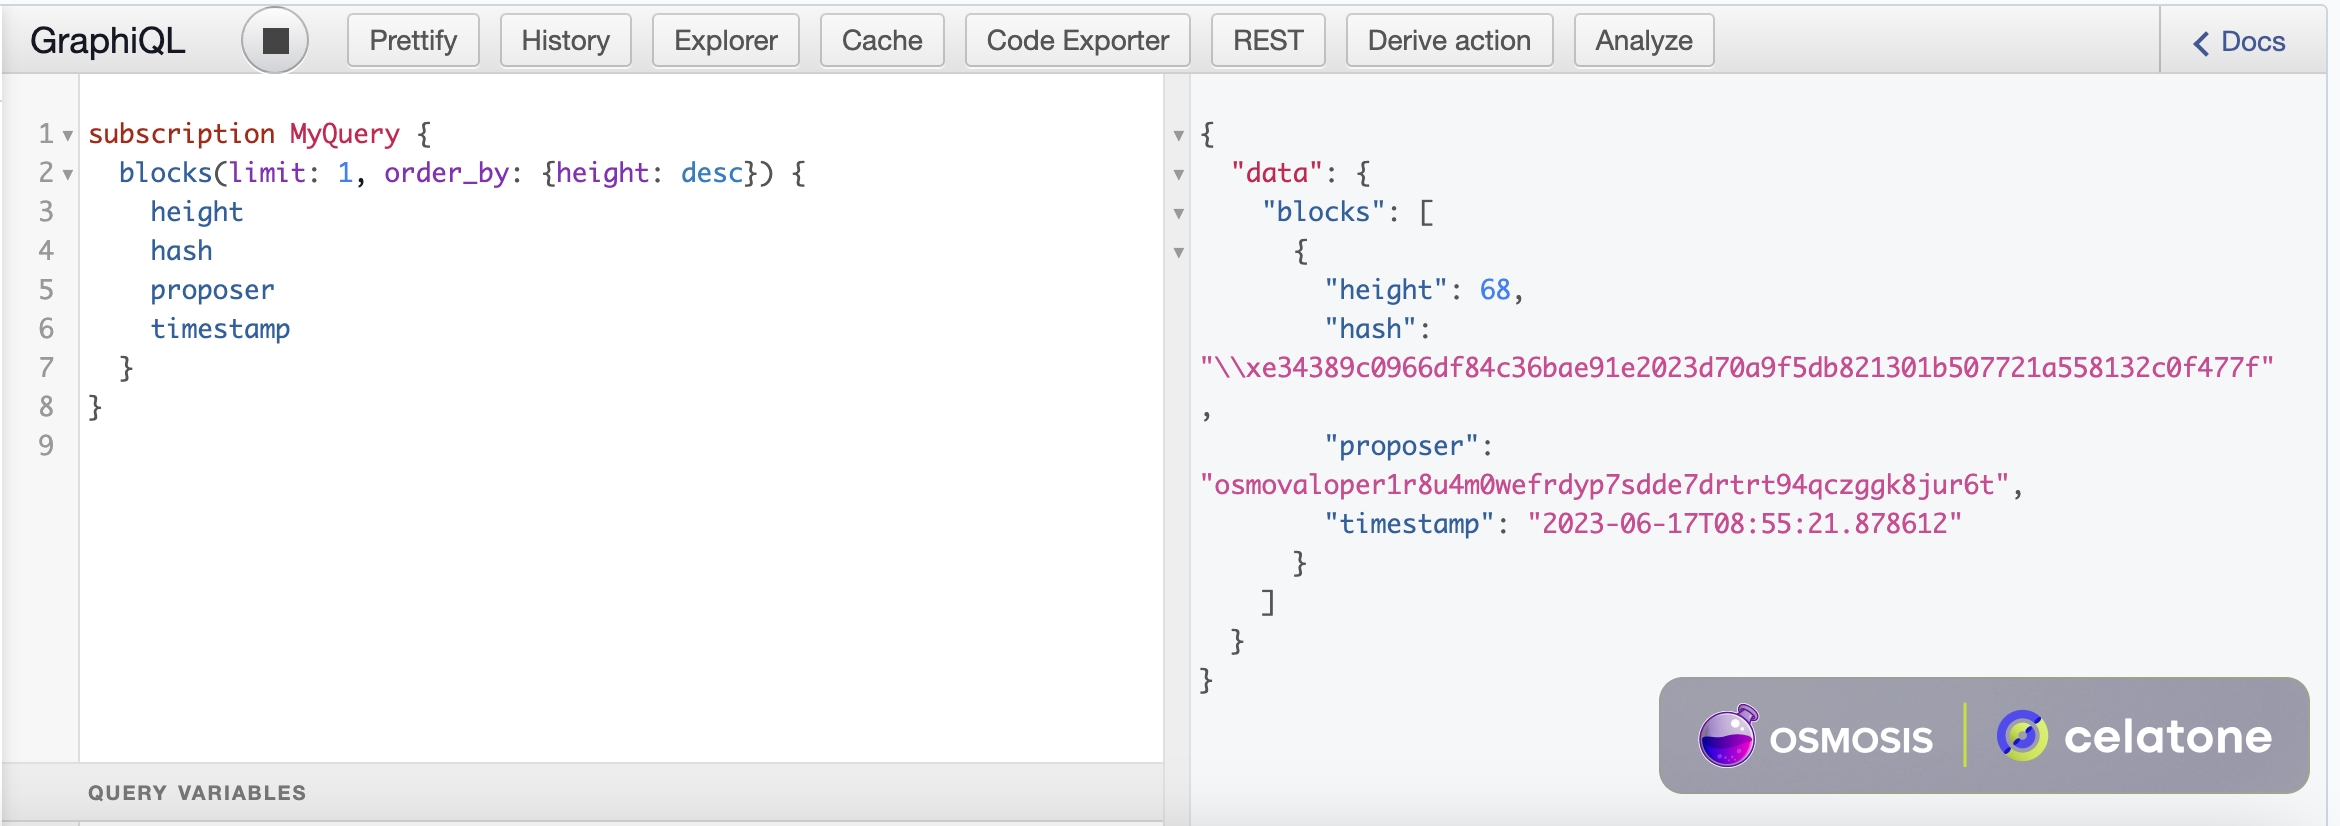 GraphiQL
Prettify
History
Explorer
Cache
Code Exporter
REST
Derive action
Analyze
Docs
1 subscription MyQuery {
2   blocks(limit: 1, order_by: {height: desc}) {
3     height
4     hash
5     proposer
6     timestamp
7   }
8 }
9
QUERY VARIABLES
{
  "data": {
    "blocks": [
      {
        "height": 68,
        "hash":
"\\xe34389c0966df84c36bae91e2023d70a9f5db821301b507721a558132c0f477f"
,
        "proposer":
"osmovaloper1r8u4m0wefrdyp7sdde7drtrt94qczggk8jur6t",
        "timestamp": "2023-06-17T08:55:21.878612"
      }
    ]
  }
}
OSMOSIS
celatone